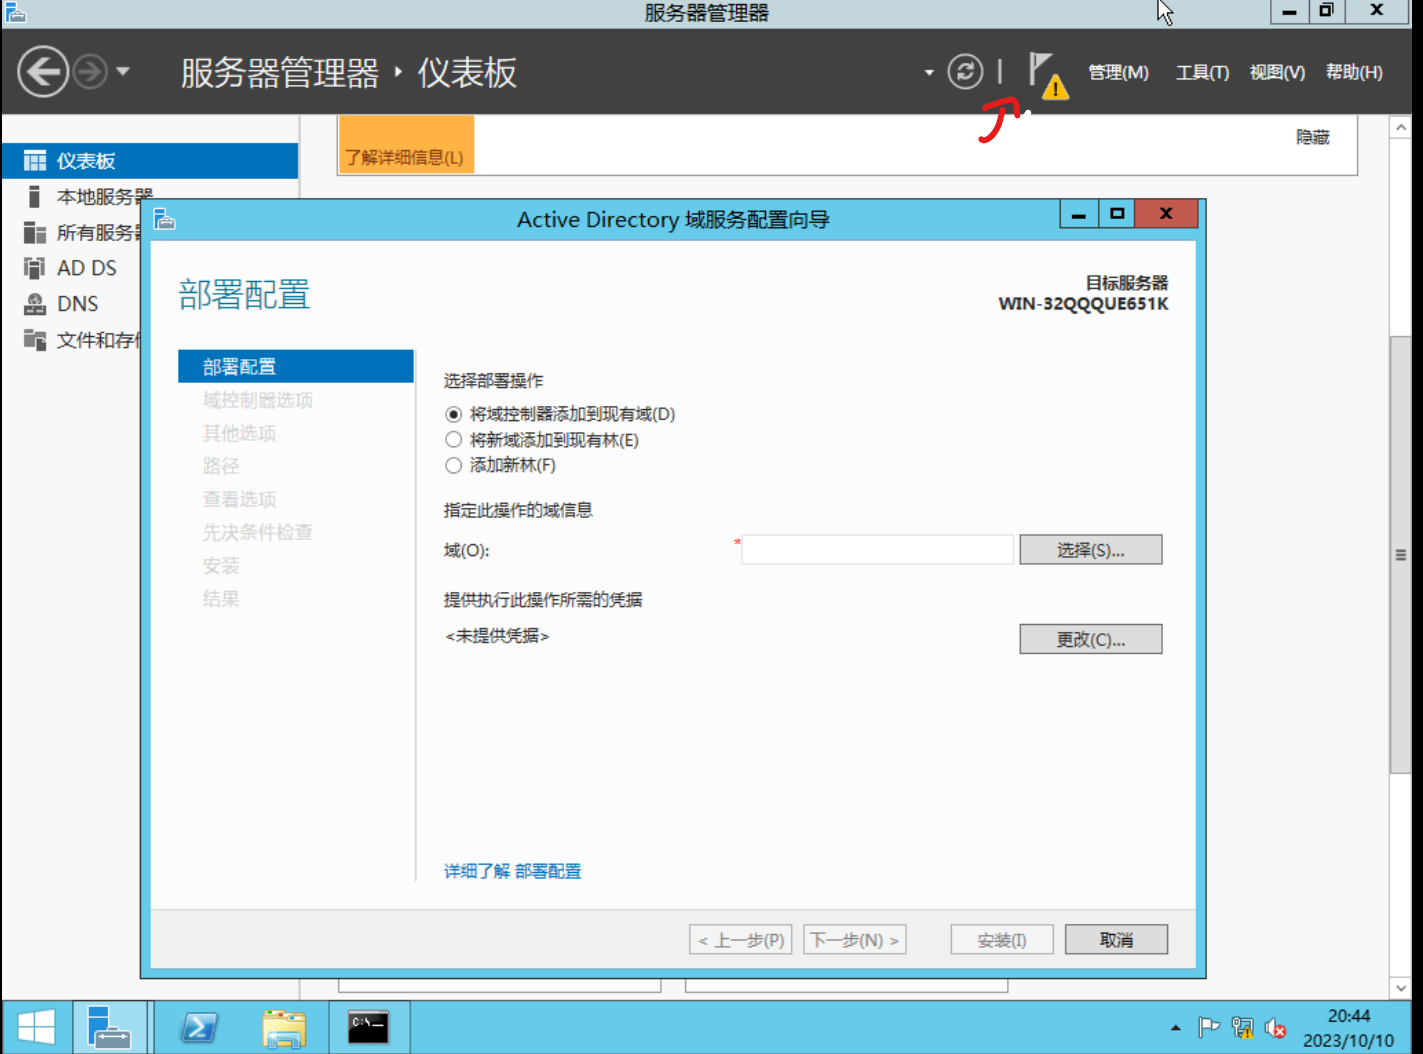 服务器管理器
服务器管理器 ‣ 仪表板
管理(M) 工具(T) 视图(V) 帮助(H)
仪表板
本地服务器
所有服务器
AD DS
DNS
文件和存
了解详细信息(L)
隐藏
Active Directory 域服务配置向导
部署配置
目标服务器
WIN-32QQQUE651K
部署配置
域控制器选项
其他选项
路径
查看选项
先决条件检查
安装
结果
选择部署操作
将域控制器添加到现有域(D)
将新域添加到现有林(E)
添加新林(F)
指定此操作的域信息
域(O): * 选择(S)...
提供执行此操作所需的凭据
<未提供凭据> 更改(C)...
详细了解 部署配置
< 上一步(P) 下一步(N) > 安装(I) 取消
C:\_
20:44
2023/10/10